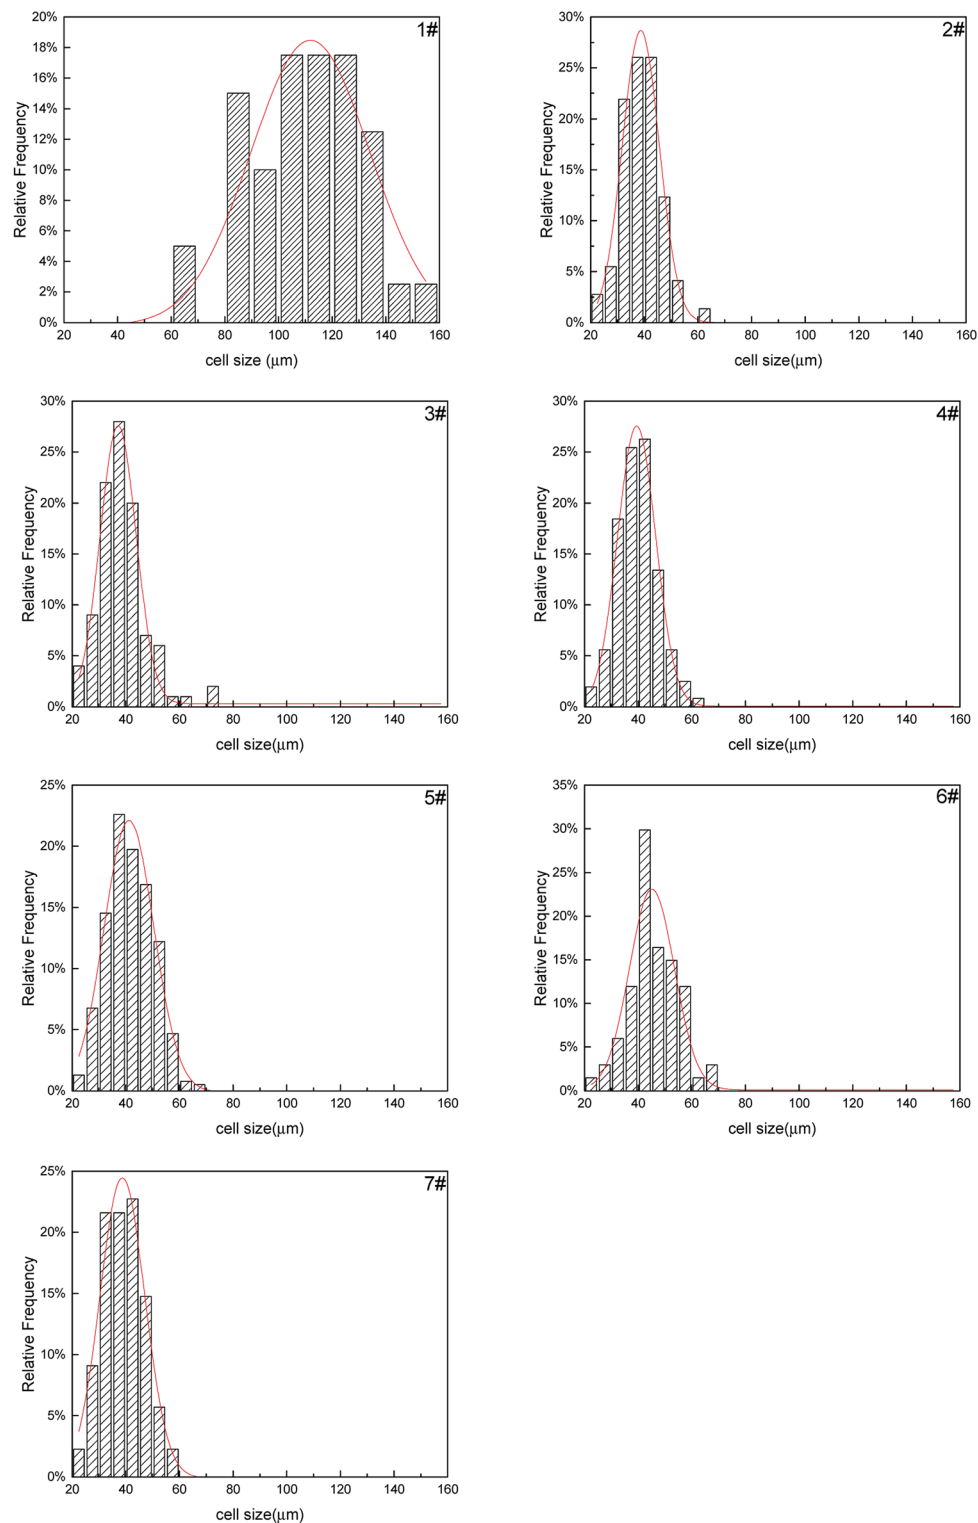 1#
20%
18%
16%
14%
12%
10%
8%
6%
4%
2%
0%
Relative Frequency
20 40 60 80 100 120 140 160
cell size (μm)
2#
30%
25%
20%
15%
10%
5%
0%
Relative Frequency
20 40 60 80 100 120 140 160
cell size(μm)
3#
30%
25%
20%
15%
10%
5%
0%
Relative Frequency
20 40 60 80 100 120 140 160
cell size(μm)
4#
30%
25%
20%
15%
10%
5%
0%
Relative Frequency
20 40 60 80 100 120 140 160
cell size(μm)
5#
25%
20%
15%
10%
5%
0%
Relative Frequency
20 40 60 80 100 120 140 160
cell size(μm)
6#
35%
30%
25%
20%
15%
10%
5%
0%
Relative Frequency
20 40 60 80 100 120 140 160
cell size(μm)
7#
25%
20%
15%
10%
5%
0%
Relative Frequency
20 40 60 80 100 120 140 160
cell size(μm)